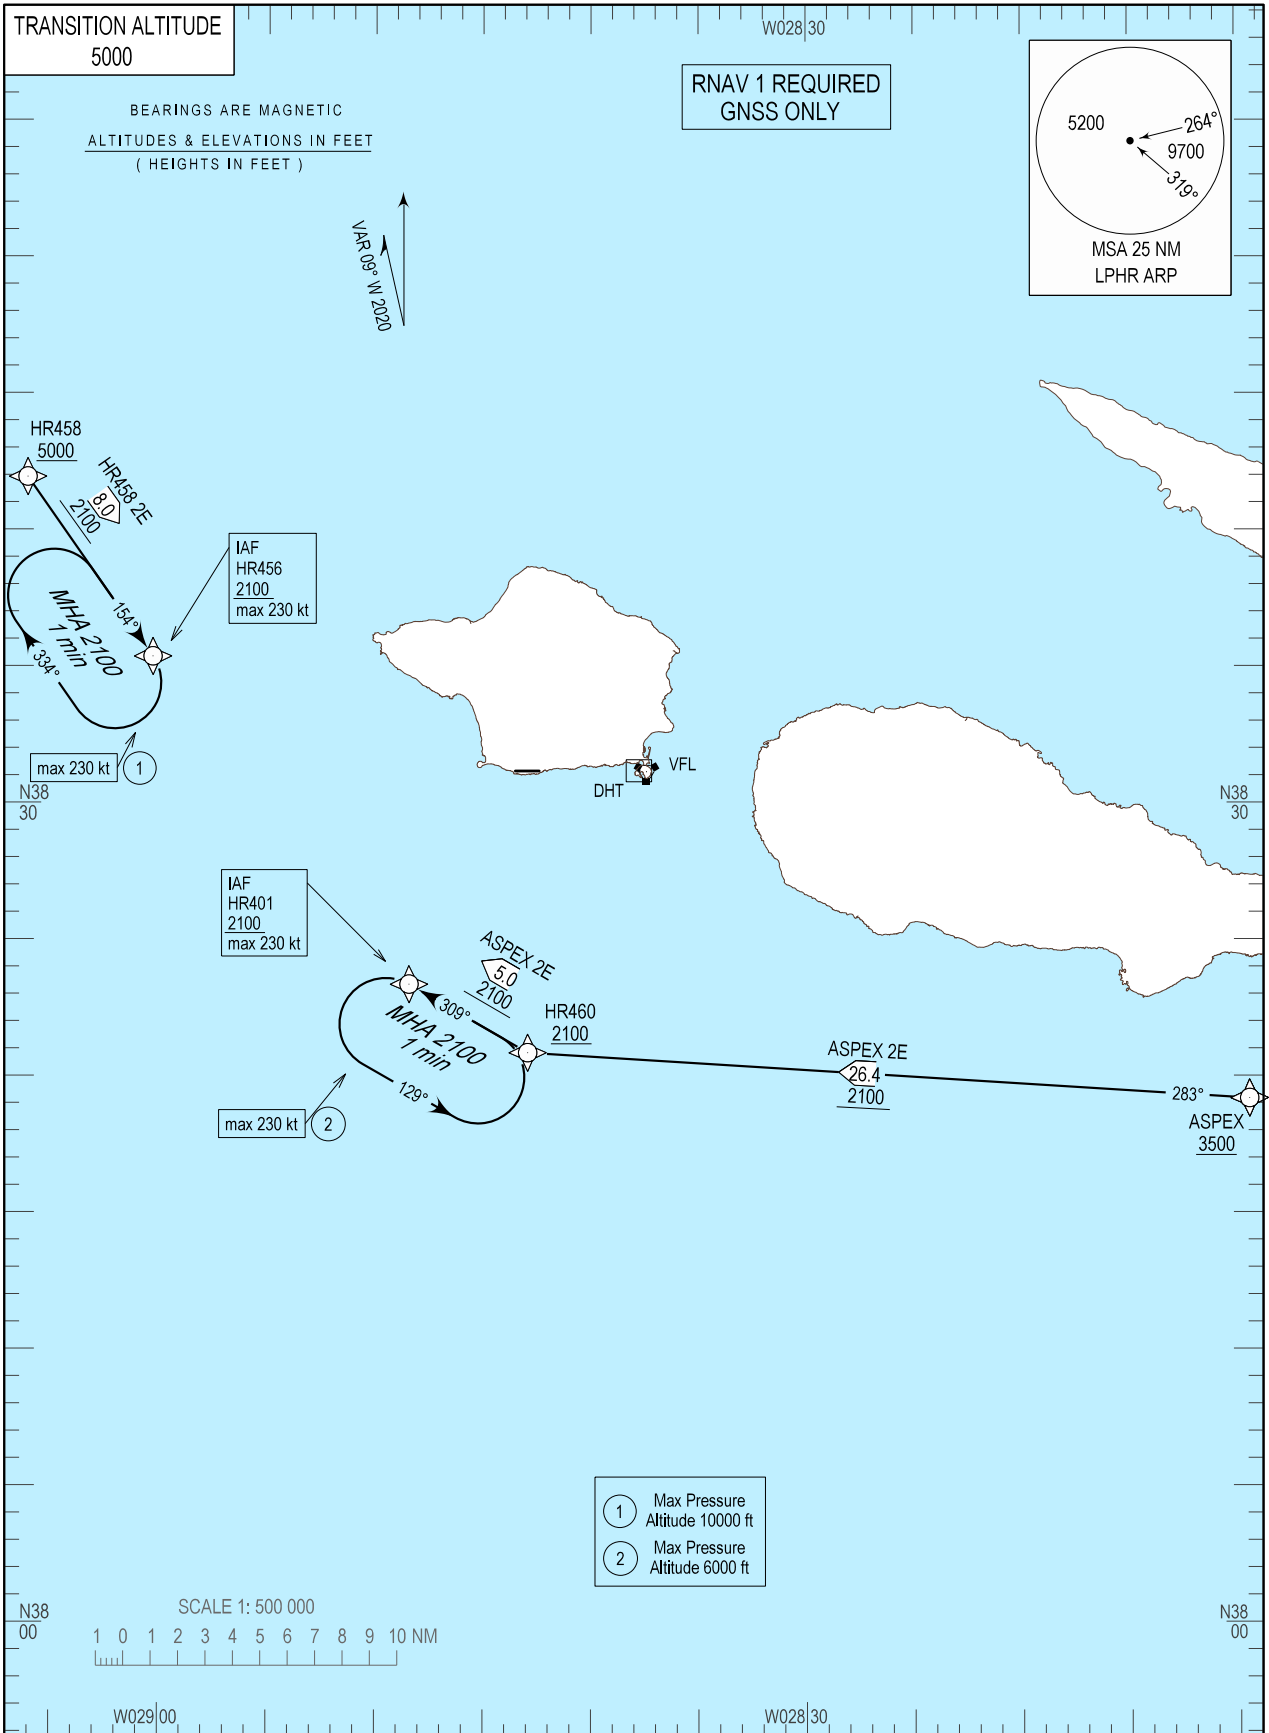 TRANSITION ALTITUDE
5000
W028 30
BEARINGS ARE MAGNETIC
ALTITUDES & ELEVATIONS IN FEET
( HEIGHTS IN FEET )
RNAV 1 REQUIRED
GNSS ONLY
5200
264°
9700
319°
MSA 25 NM
LPHR ARP
VAR 09° W 2020
HR458
5000
HR458 2E
8.0
2100
IAF
HR456
2100
max 230 kt
154°
MHA 2100
1 min
334°
max 230 kt
1
VFL
DHT
N38
30
N38
30
IAF
HR401
2100
max 230 kt
ASPEX 2E
5.0
2100
309°
HR460
2100
MHA 2100
1 min
129°
max 230 kt
2
ASPEX 2E
26.4
2100
283°
ASPEX
3500
1 Max Pressure
Altitude 10000 ft
2 Max Pressure
Altitude 6000 ft
SCALE 1: 500 000
1 0 1 2 3 4 5 6 7 8 9 10 NM
N38
00
N38
00
W029 00
W028 30